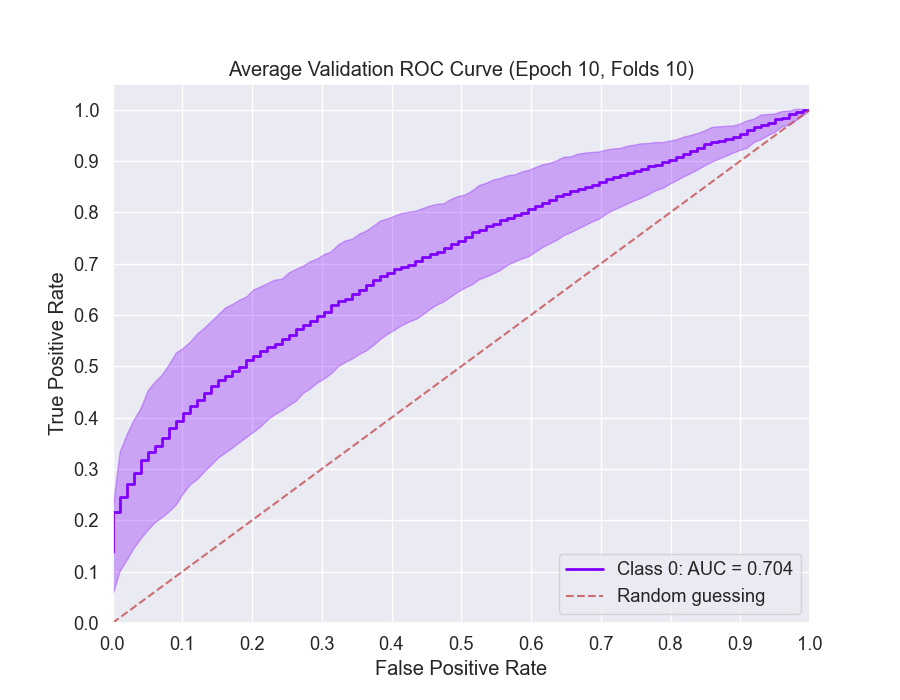 Average Validation ROC Curve (Epoch 10, Folds 10)
True Positive Rate
1.0
0.9
0.8
0.7
0.6
0.5
0.4
0.3
0.2
0.1
0.0
Class 0: AUC = 0.704
Random guessing
0.0 0.1 0.2 0.3 0.4 0.5 0.6 0.7 0.8 0.9 1.0
False Positive Rate